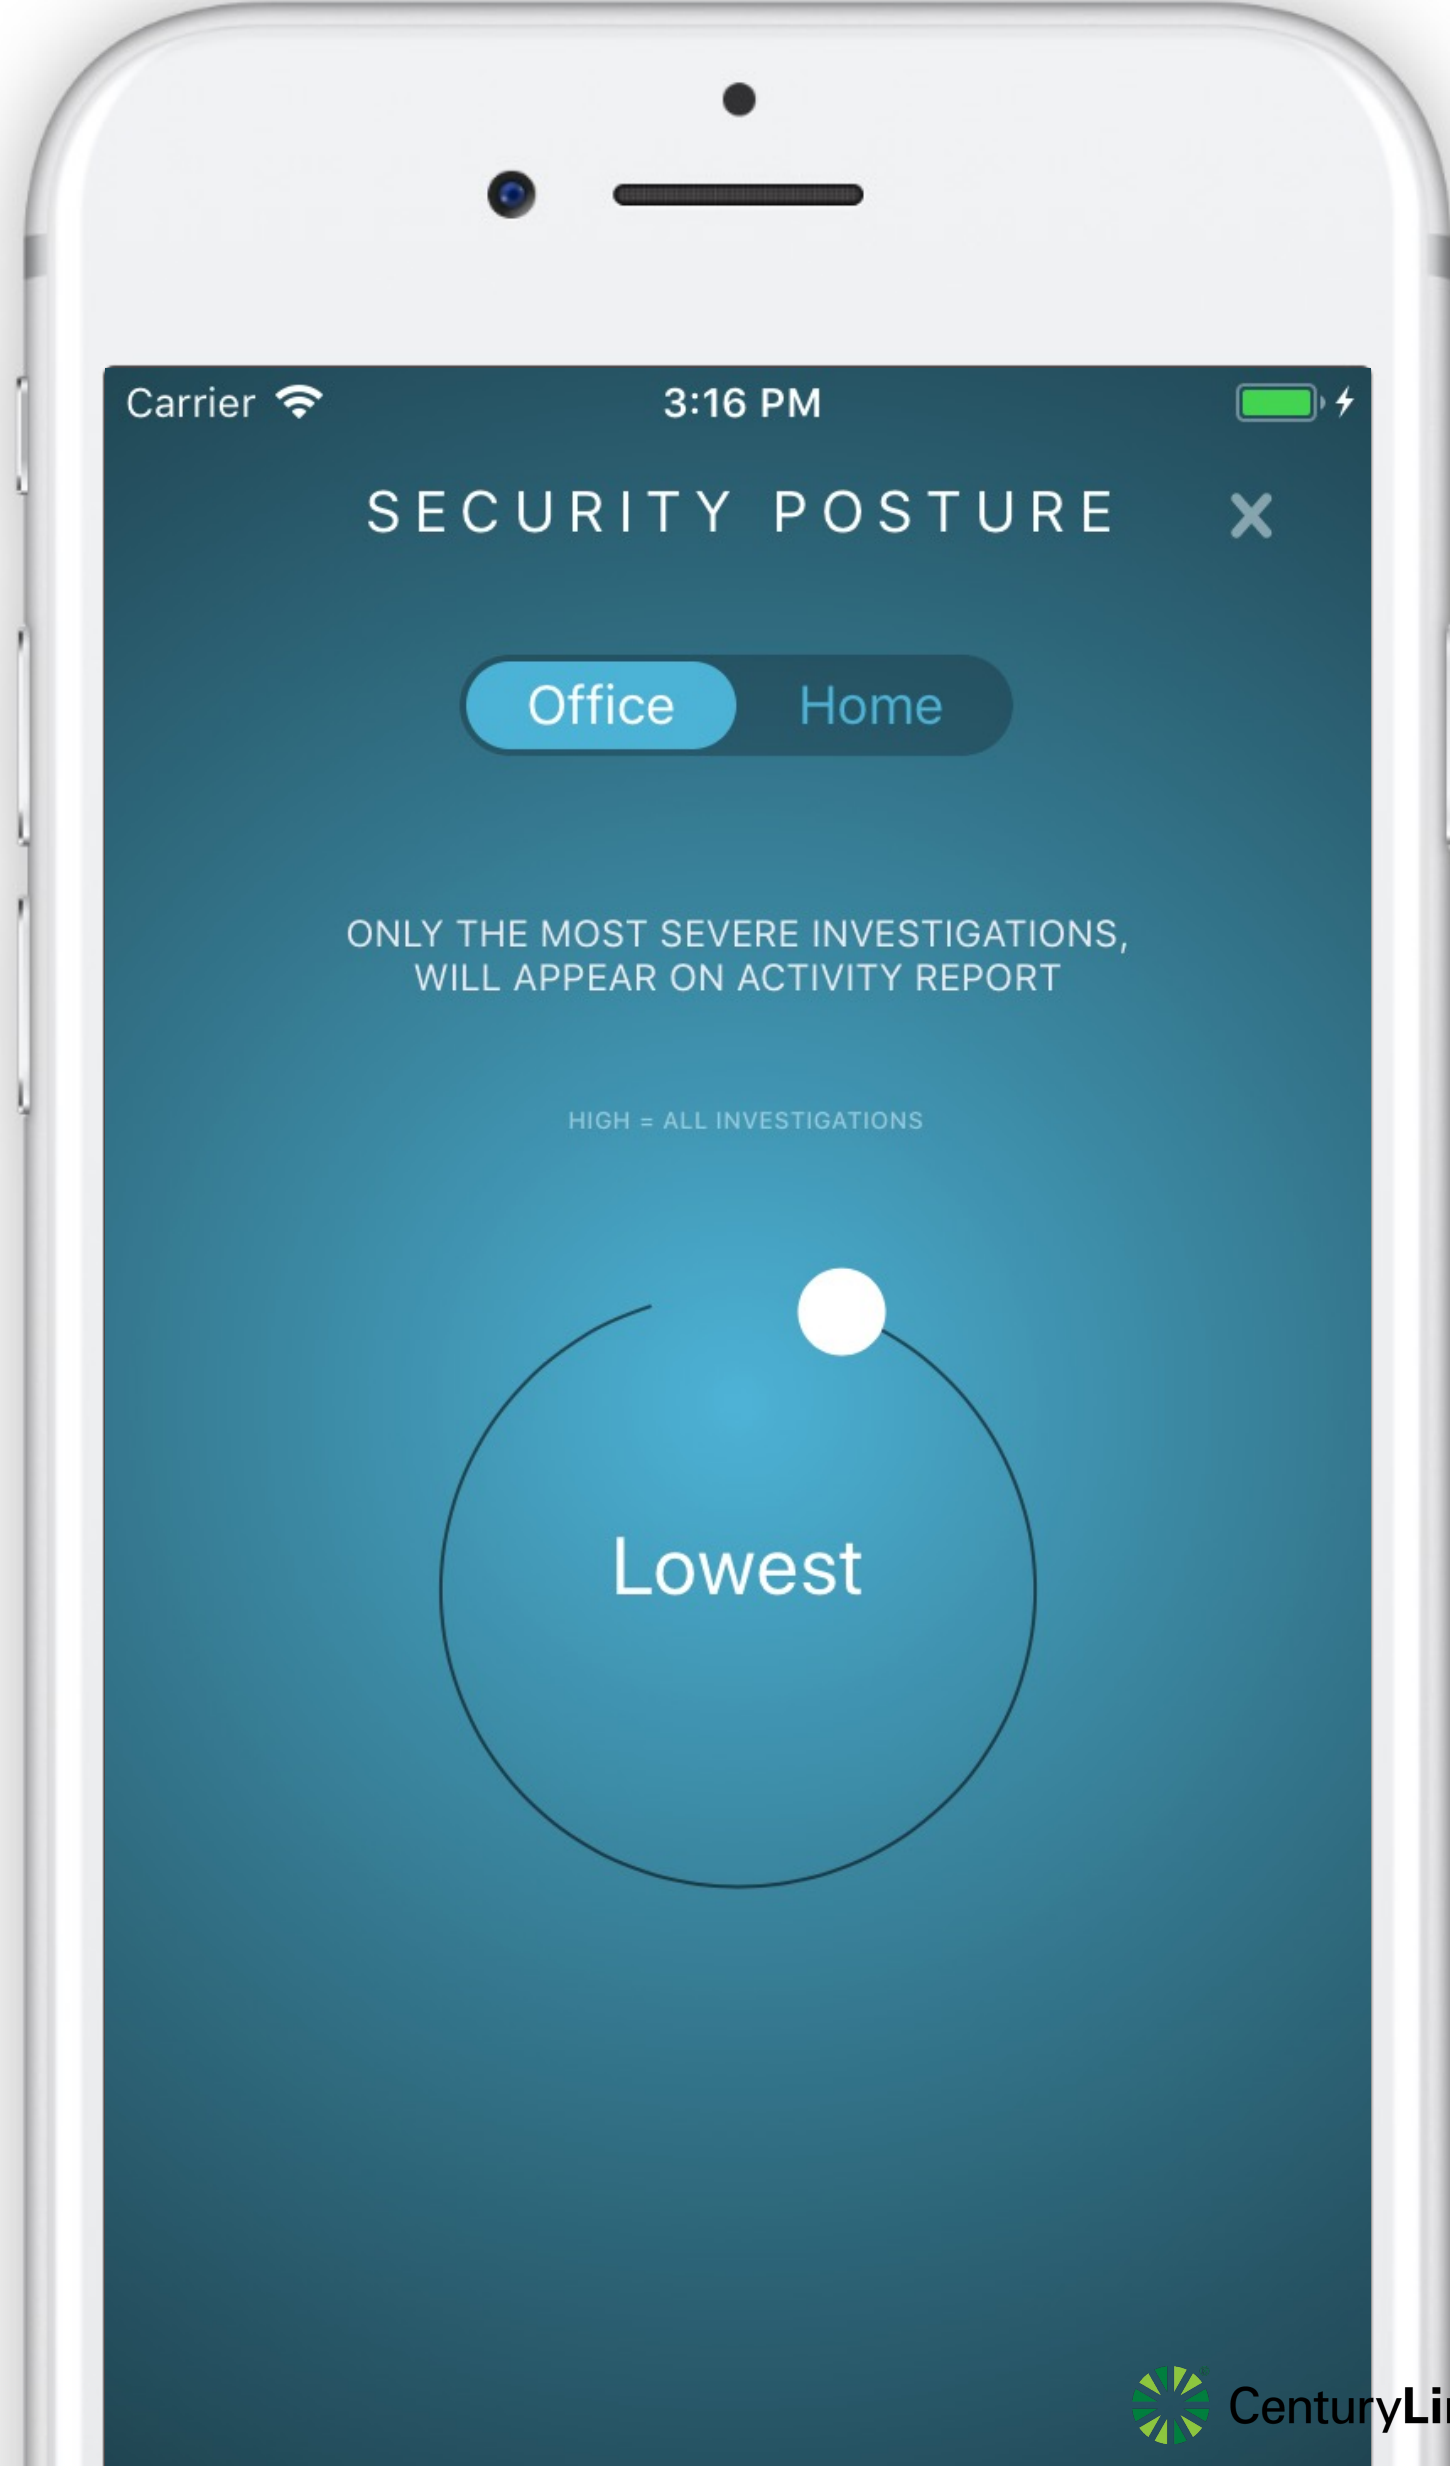 Carrier
3:16 PM
SECURITY POSTURE
Office
Home
ONLY THE MOST SEVERE INVESTIGATIONS,
WILL APPEAR ON ACTIVITY REPORT
HIGH = ALL INVESTIGATIONS
Lowest
CenturyLin